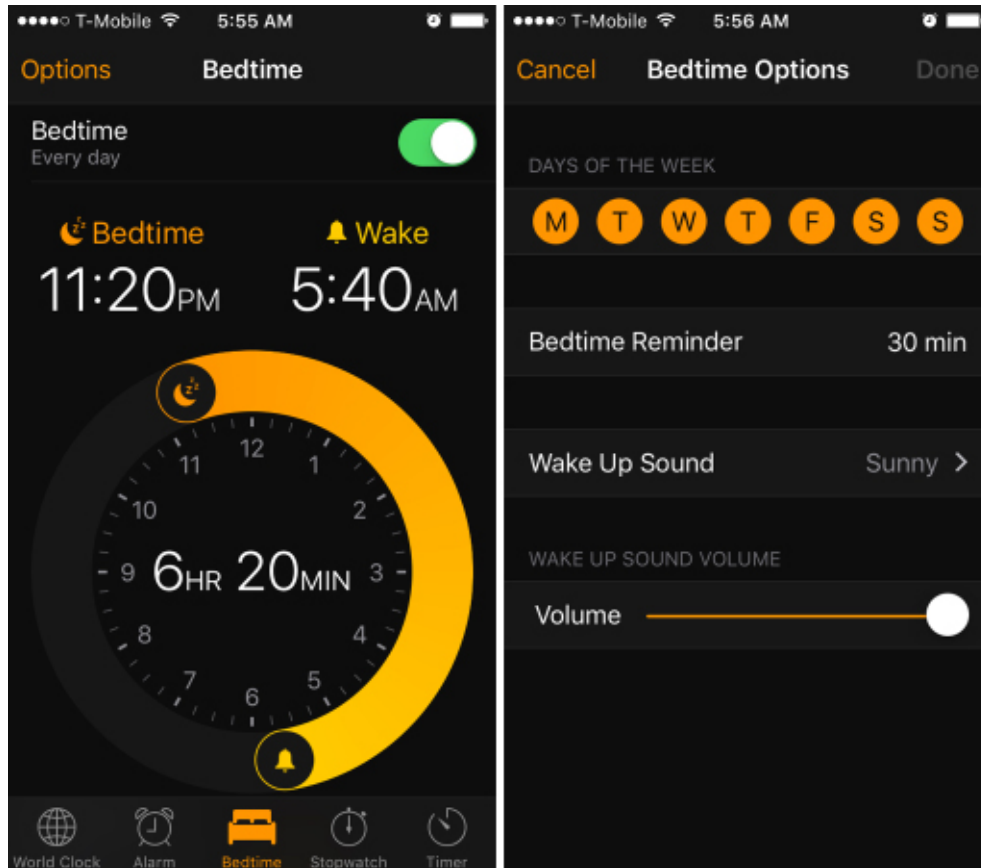 T-Mobile 5:55 AM
Options Bedtime
Bedtime
Every day
Bedtime Wake
11:20PM 5:40AM
12
11 1
10 2
9 6HR 20MIN 3
8 4
7 5
6
World Clock Alarm Bedtime Stopwatch Timer
T-Mobile 5:56 AM
Cancel Bedtime Options Done
DAYS OF THE WEEK
M T W T F S S
Bedtime Reminder 30 min
Wake Up Sound Sunny
WAKE UP SOUND VOLUME
Volume